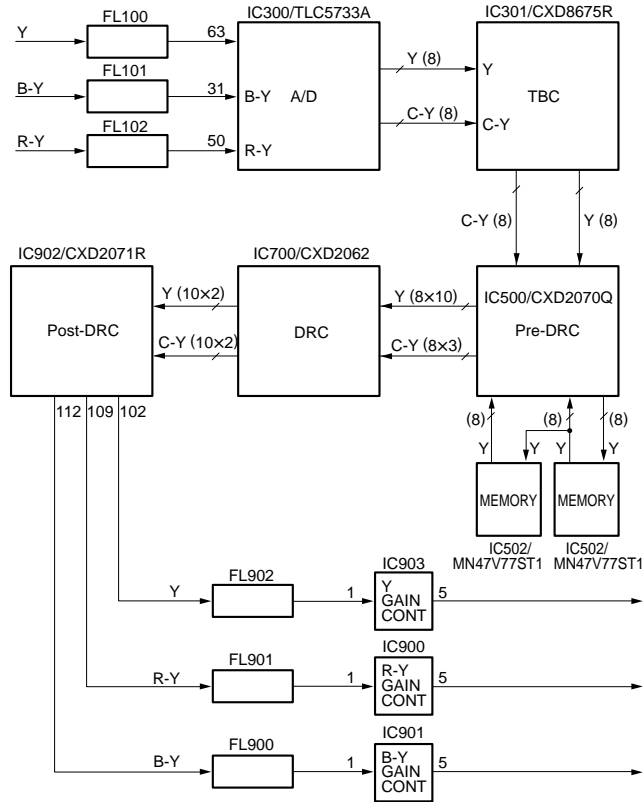 FL100
IC300/TLC5733A
IC301/CXD8675R
Y
63
Y (8)
Y
FL101
B-Y
31
B-Y
A/D
TBC
FL102
C-Y (8)
C-Y
R-Y
50
R-Y
C-Y (8)
Y (8)
IC902/CXD2071R
IC700/CXD2062
Y (10×2)
Y (8×10)
IC500/CXD2070Q
Post-DRC
DRC
Pre-DRC
C-Y (10×2)
C-Y (8×3)
112
109
102
(8)
(8)
(8)
Y
Y
Y
Y
MEMORY
MEMORY
IC502/
MN47V77ST1
IC502/
MN47V77ST1
FL902
IC903
Y
1
Y
GAIN
CONT
5
FL901
IC900
R-Y
1
R-Y
GAIN
CONT
5
FL900
IC901
B-Y
1
B-Y
GAIN
CONT
5